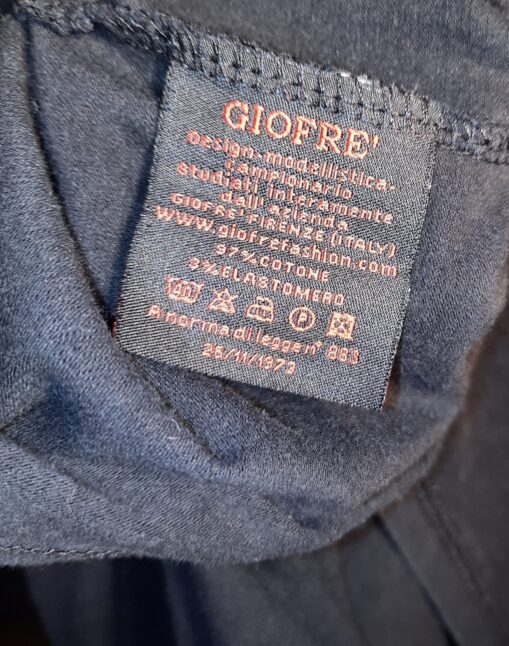 GIOFRE'
Design-modellistica-
campionario
Studiati interamente
dall'azienda
GIOFRE' FIRENZE (ITALY)
www.giofrefashion.com
97% COTONE
3% ELASTOMERO
A norma di legge n° 883
26/11/1973